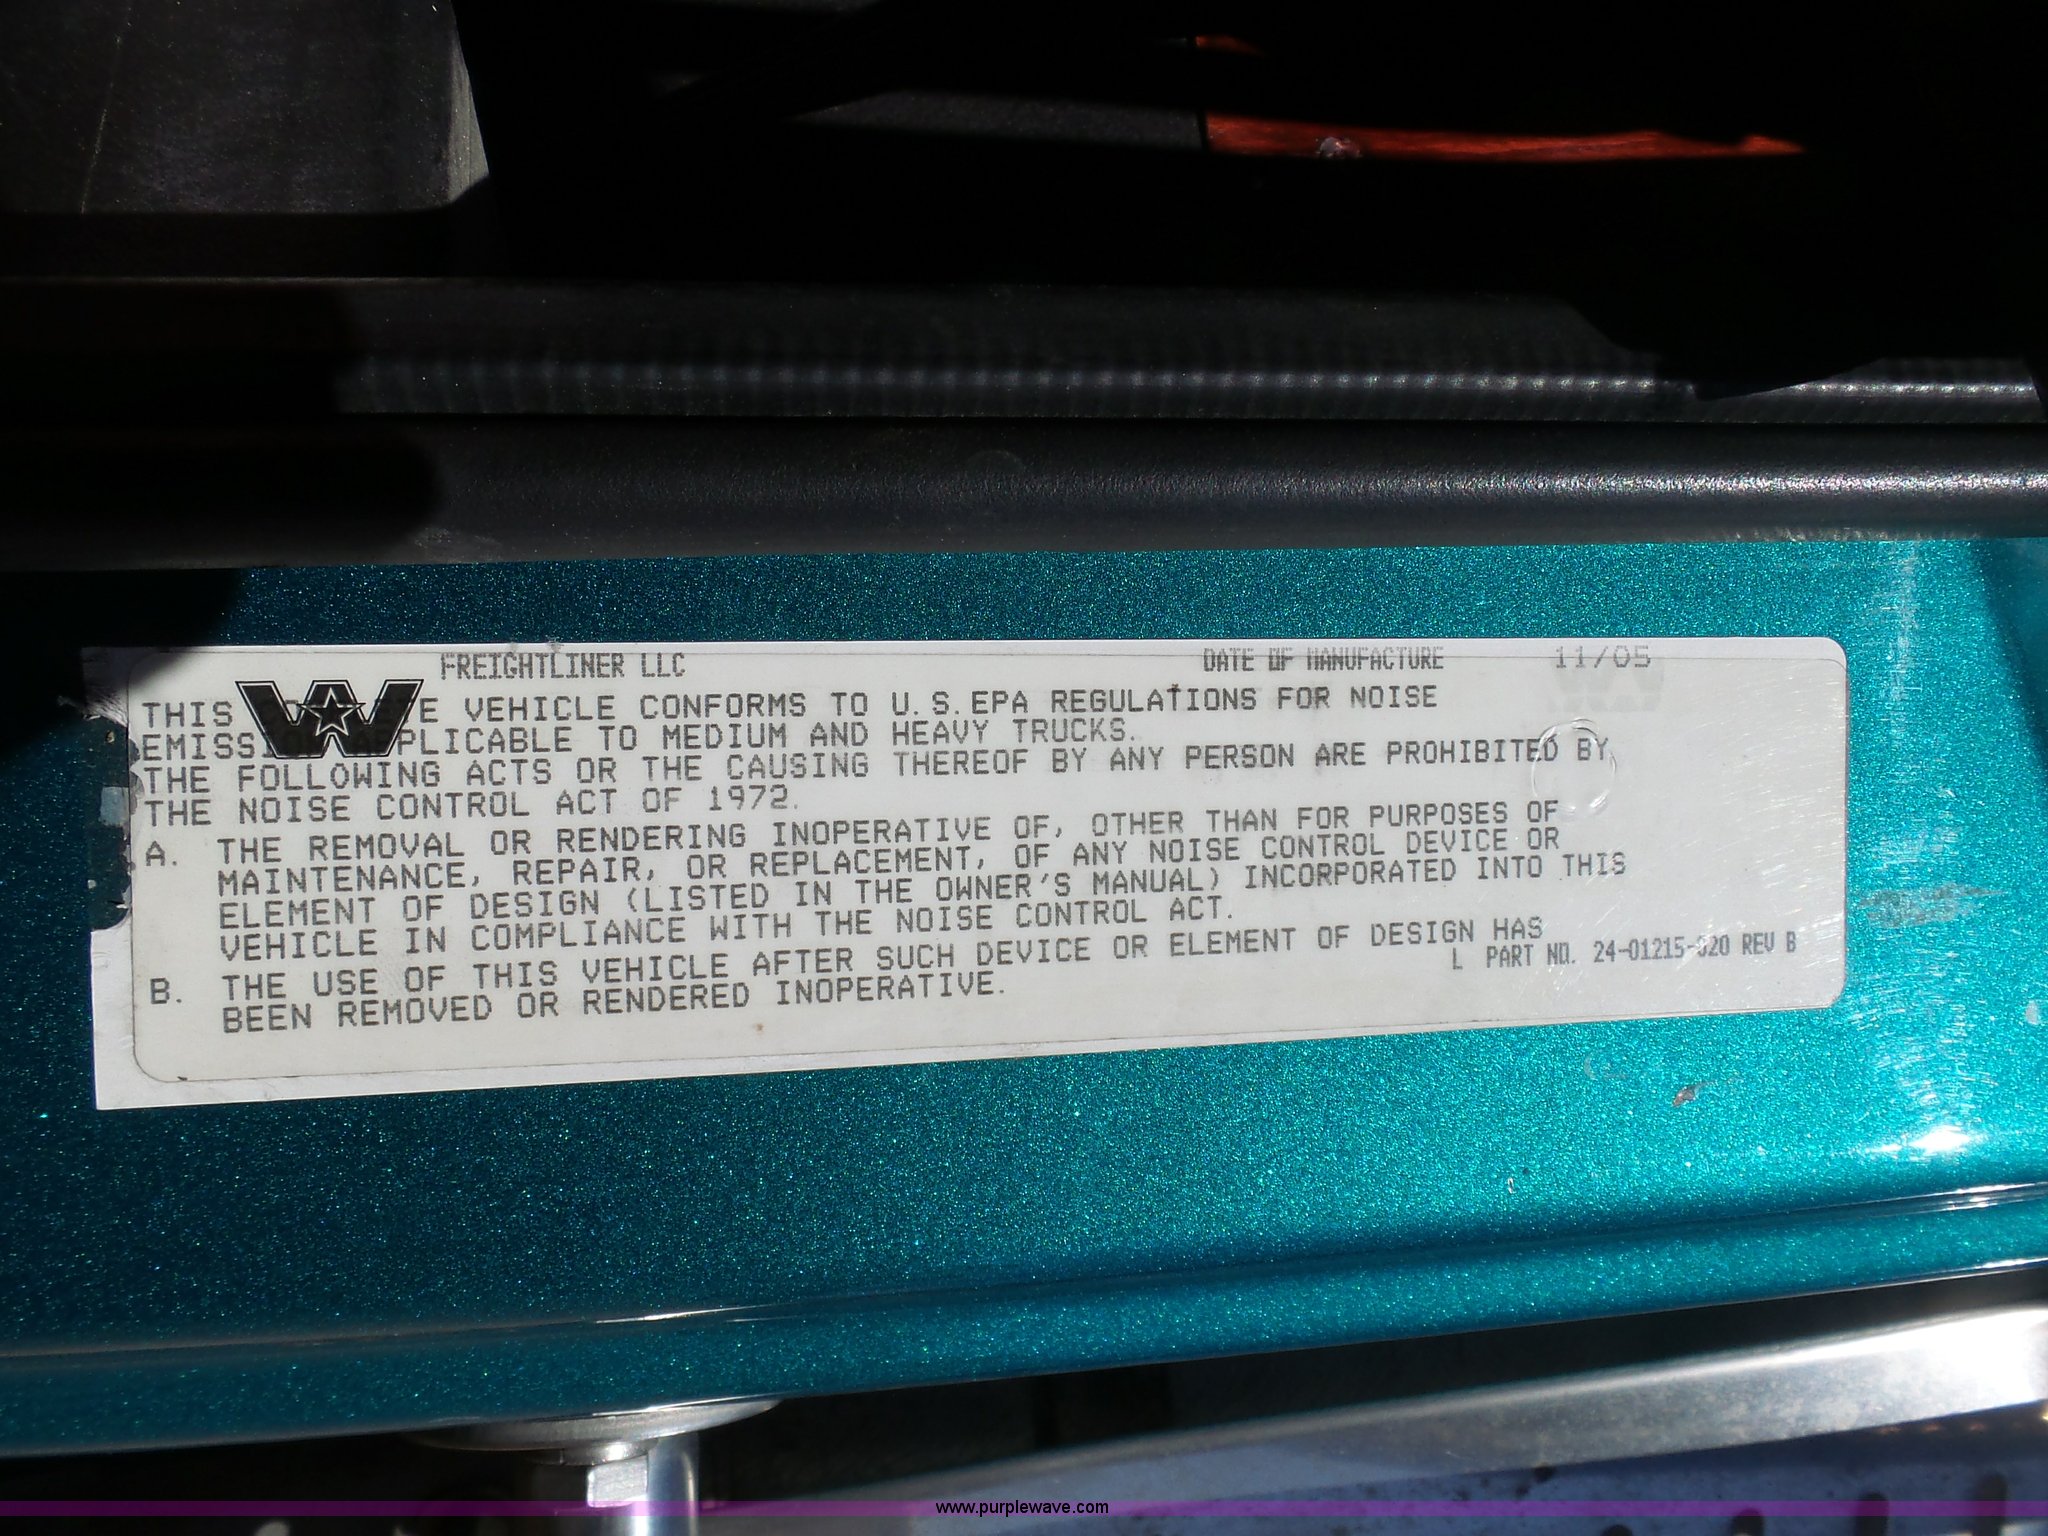 FREIGHTLINER LLC DATE OF MANUFACTURE 11/05
THIS E VEHICLE CONFORMS TO U.S.EPA REGULATIONS FOR NOISE
EMISS PLICABLE TO MEDIUM AND HEAVY TRUCKS.
THE FOLLOWING ACTS OR THE CAUSING THEREOF BY ANY PERSON ARE PROHIBITED BY
THE NOISE CONTROL ACT OF 1972.
A. THE REMOVAL OR RENDERING INOPERATIVE OF, OTHER THAN FOR PURPOSES OF
MAINTENANCE, REPAIR, OR REPLACEMENT, OF ANY NOISE CONTROL DEVICE OR
ELEMENT OF DESIGN (LISTED IN THE OWNER'S MANUAL) INCORPORATED INTO THIS
VEHICLE IN COMPLIANCE WITH THE NOISE CONTROL ACT.
B. THE USE OF THIS VEHICLE AFTER SUCH DEVICE OR ELEMENT OF DESIGN HAS
BEEN REMOVED OR RENDERED INOPERATIVE.
L PART NO. 24-01215-020 REV B
www.purplewave.com